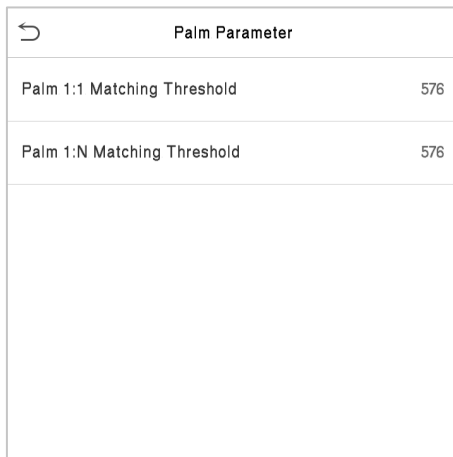 Palm Parameter
Palm 1:1 Matching Threshold 576
Palm 1:N Matching Threshold 576